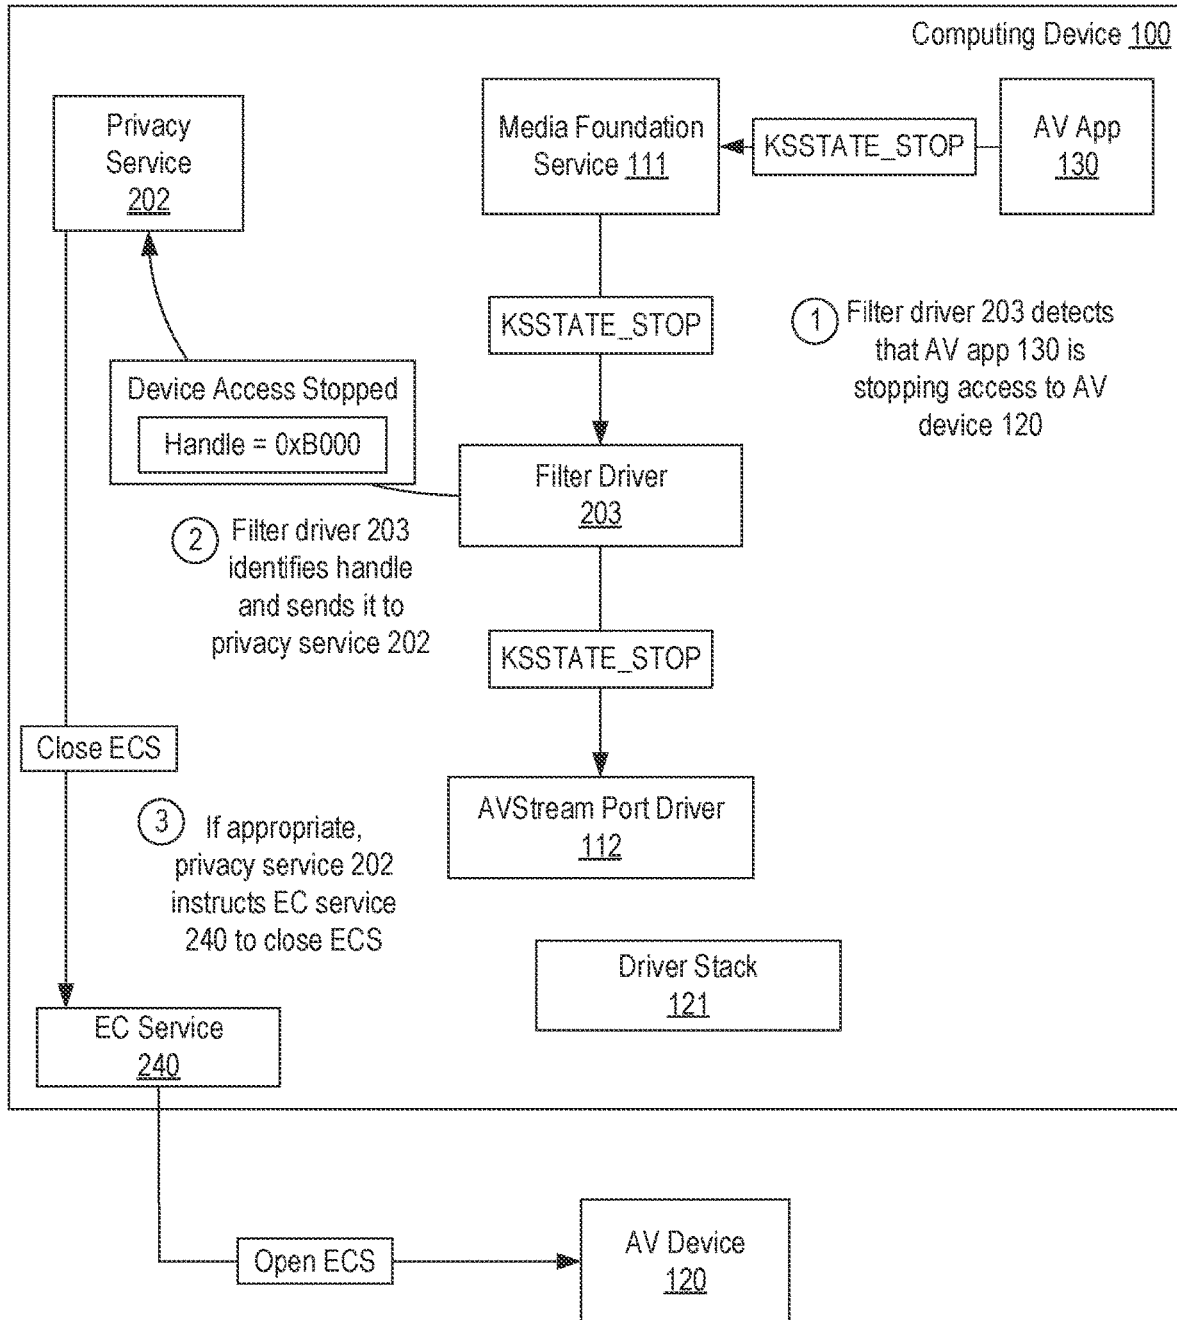 Computing Device 100
Privacy
Service
202
Media Foundation
Service 111
KSSTATE_STOP
AV App
130
KSSTATE_STOP
1
Filter driver 203 detects
that AV app 130 is
stopping access to AV
device 120
Device Access Stopped
Handle = 0xB000
Filter Driver
203
2
Filter driver 203
identifies handle
and sends it to
privacy service 202
KSSTATE_STOP
Close ECS
AVStream Port Driver
112
3
If appropriate,
privacy service 202
instructs EC service
240 to close ECS
Driver Stack
121
EC Service
240
Open ECS
AV Device
120